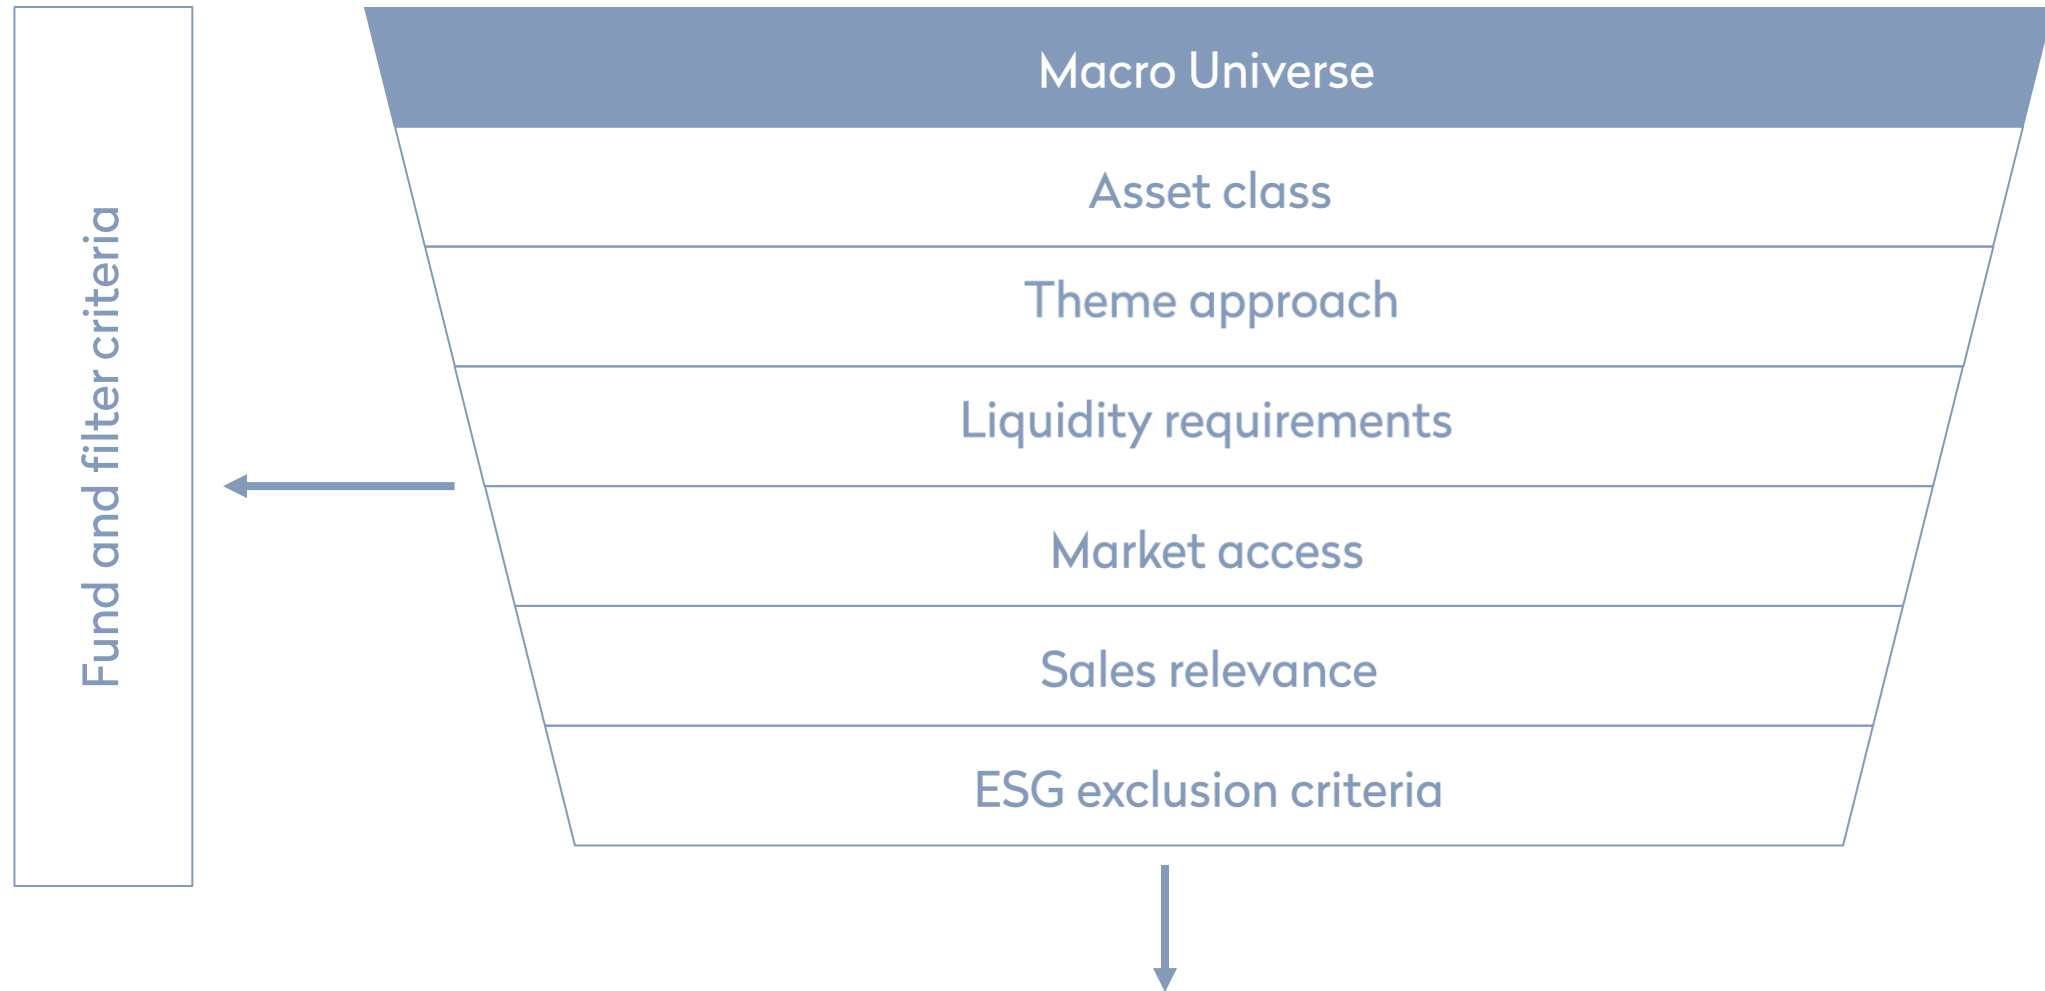 Fund and filter criteria
Macro Universe
Asset class
Theme approach
Liquidity requirements
Market access
Sales relevance
ESG exclusion criteria